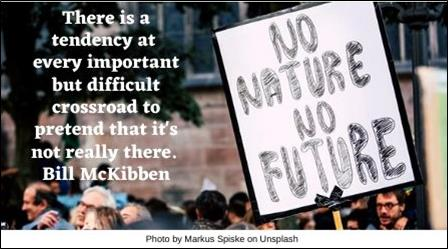 There is a
tendency at
every important
but difficult
crossroad to
pretend that it's
not really there.
Bill McKibben
NO
NATURE
NO
FUTURE
Photo by Markus Spiske on Unsplash